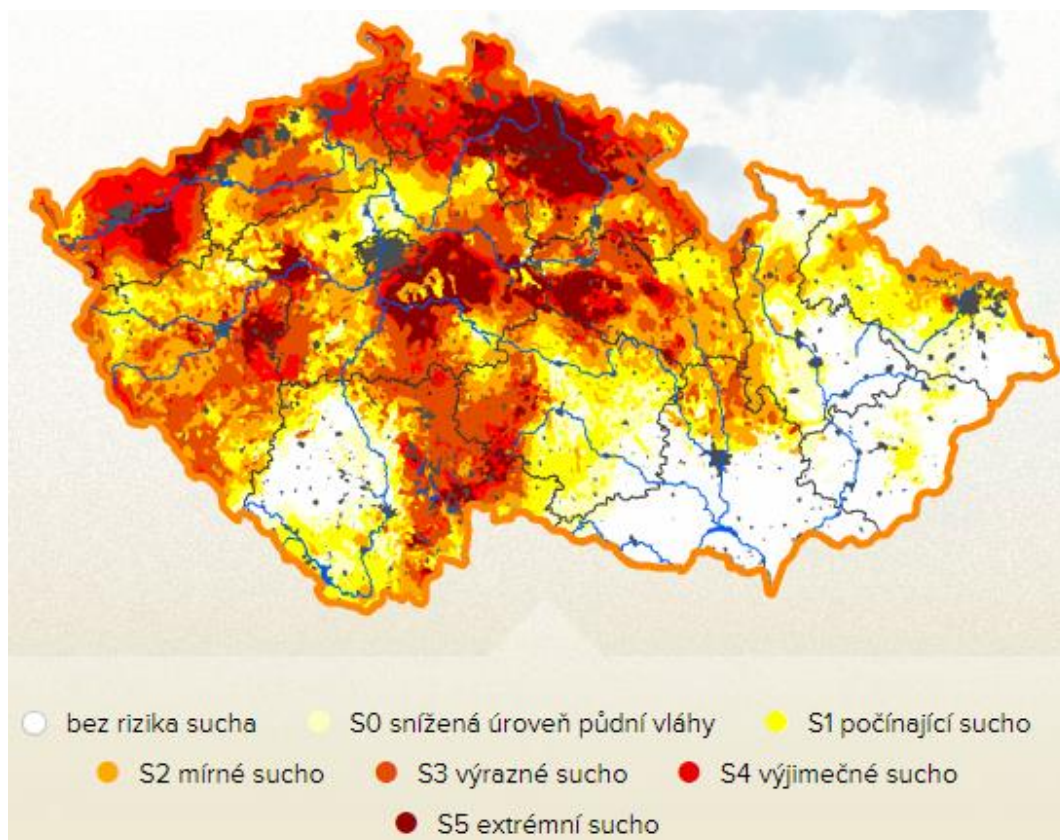 bez rizika sucha S0 snížená úroveň půdní vláhy S1 počínající sucho
S2 mírné sucho S3 výrazné sucho S4 výjimečné sucho
S5 extrémní sucho